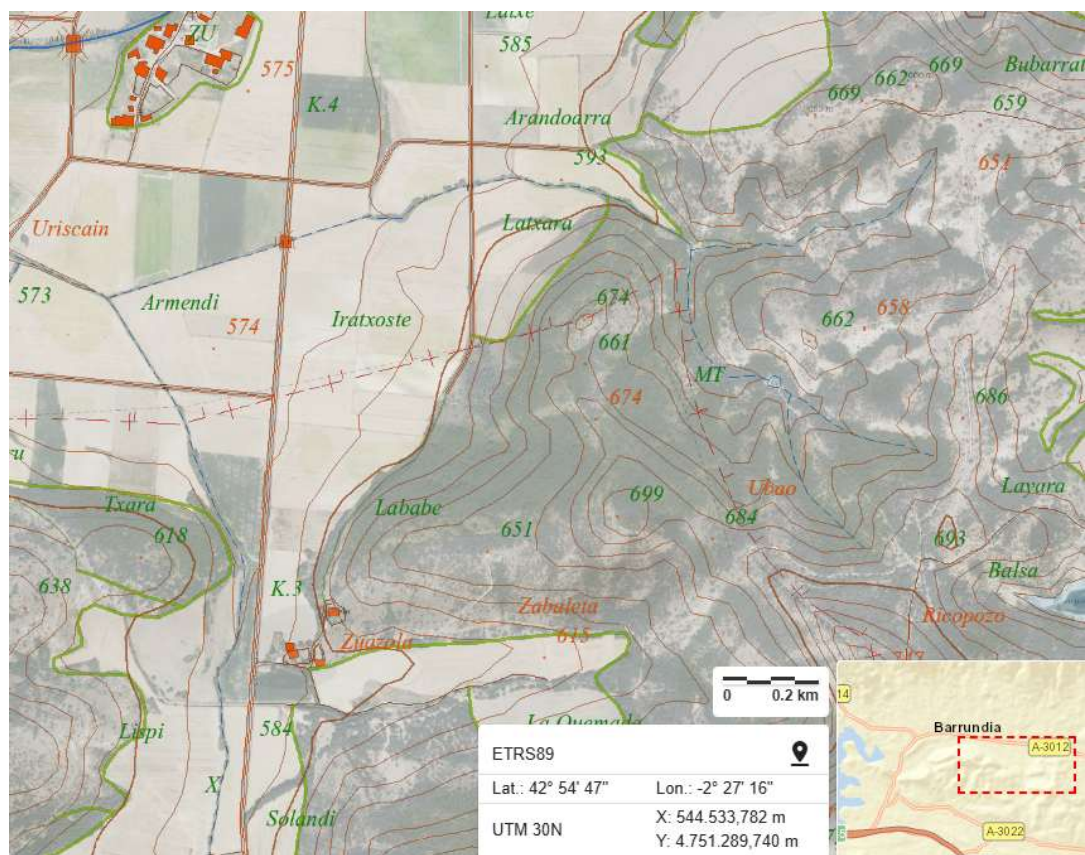 ZU
Latxe
585
575
K.4
669
662
669
Bubarrat
659
Arandoarra
593
651
Uriscain
Latxara
573
Armendi
574
Iratxoste
674
661
662
658
MF
674
686
Txara
618
Lababe
699
Ubao
684
651
Layara
693
638
K.3
Balsa
Zabuleta
615
Ricopozo
Zuazola
0 0.2 km
Lispi
584
La Quemada
X
Solandi
ETRS89
Lat.: 42° 54' 47" Lon.: -2° 27' 16"
UTM 30N
X: 544.533,782 m
Y: 4.751.289,740 m
14
Barrundia
A-3012
A-3022